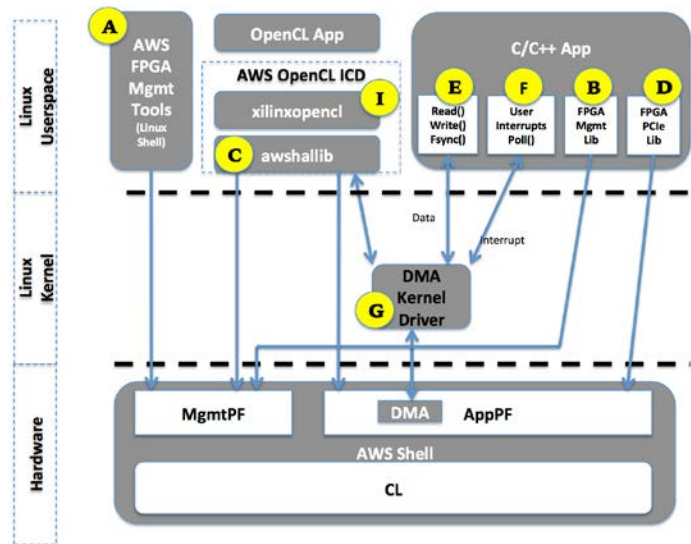 Linux
Userspace
Linux
Kernel
Hardware
A
AWS
FPGA
Mgmt
Tools
(Linux
Shell)
OpenCL App
AWS OpenCL ICD
I
xilinxopencl
C
awshallib
C/C++ App
E
Read()
Write()
Fsync()
F
User
Interrupts
Poll()
B
FPGA
Mgmt
Lib
D
FPGA
PCIe
Lib
Data
Interrupt
DMA
Kernel
Driver
G
MgmtPF
DMA
AppPF
AWS Shell
CL